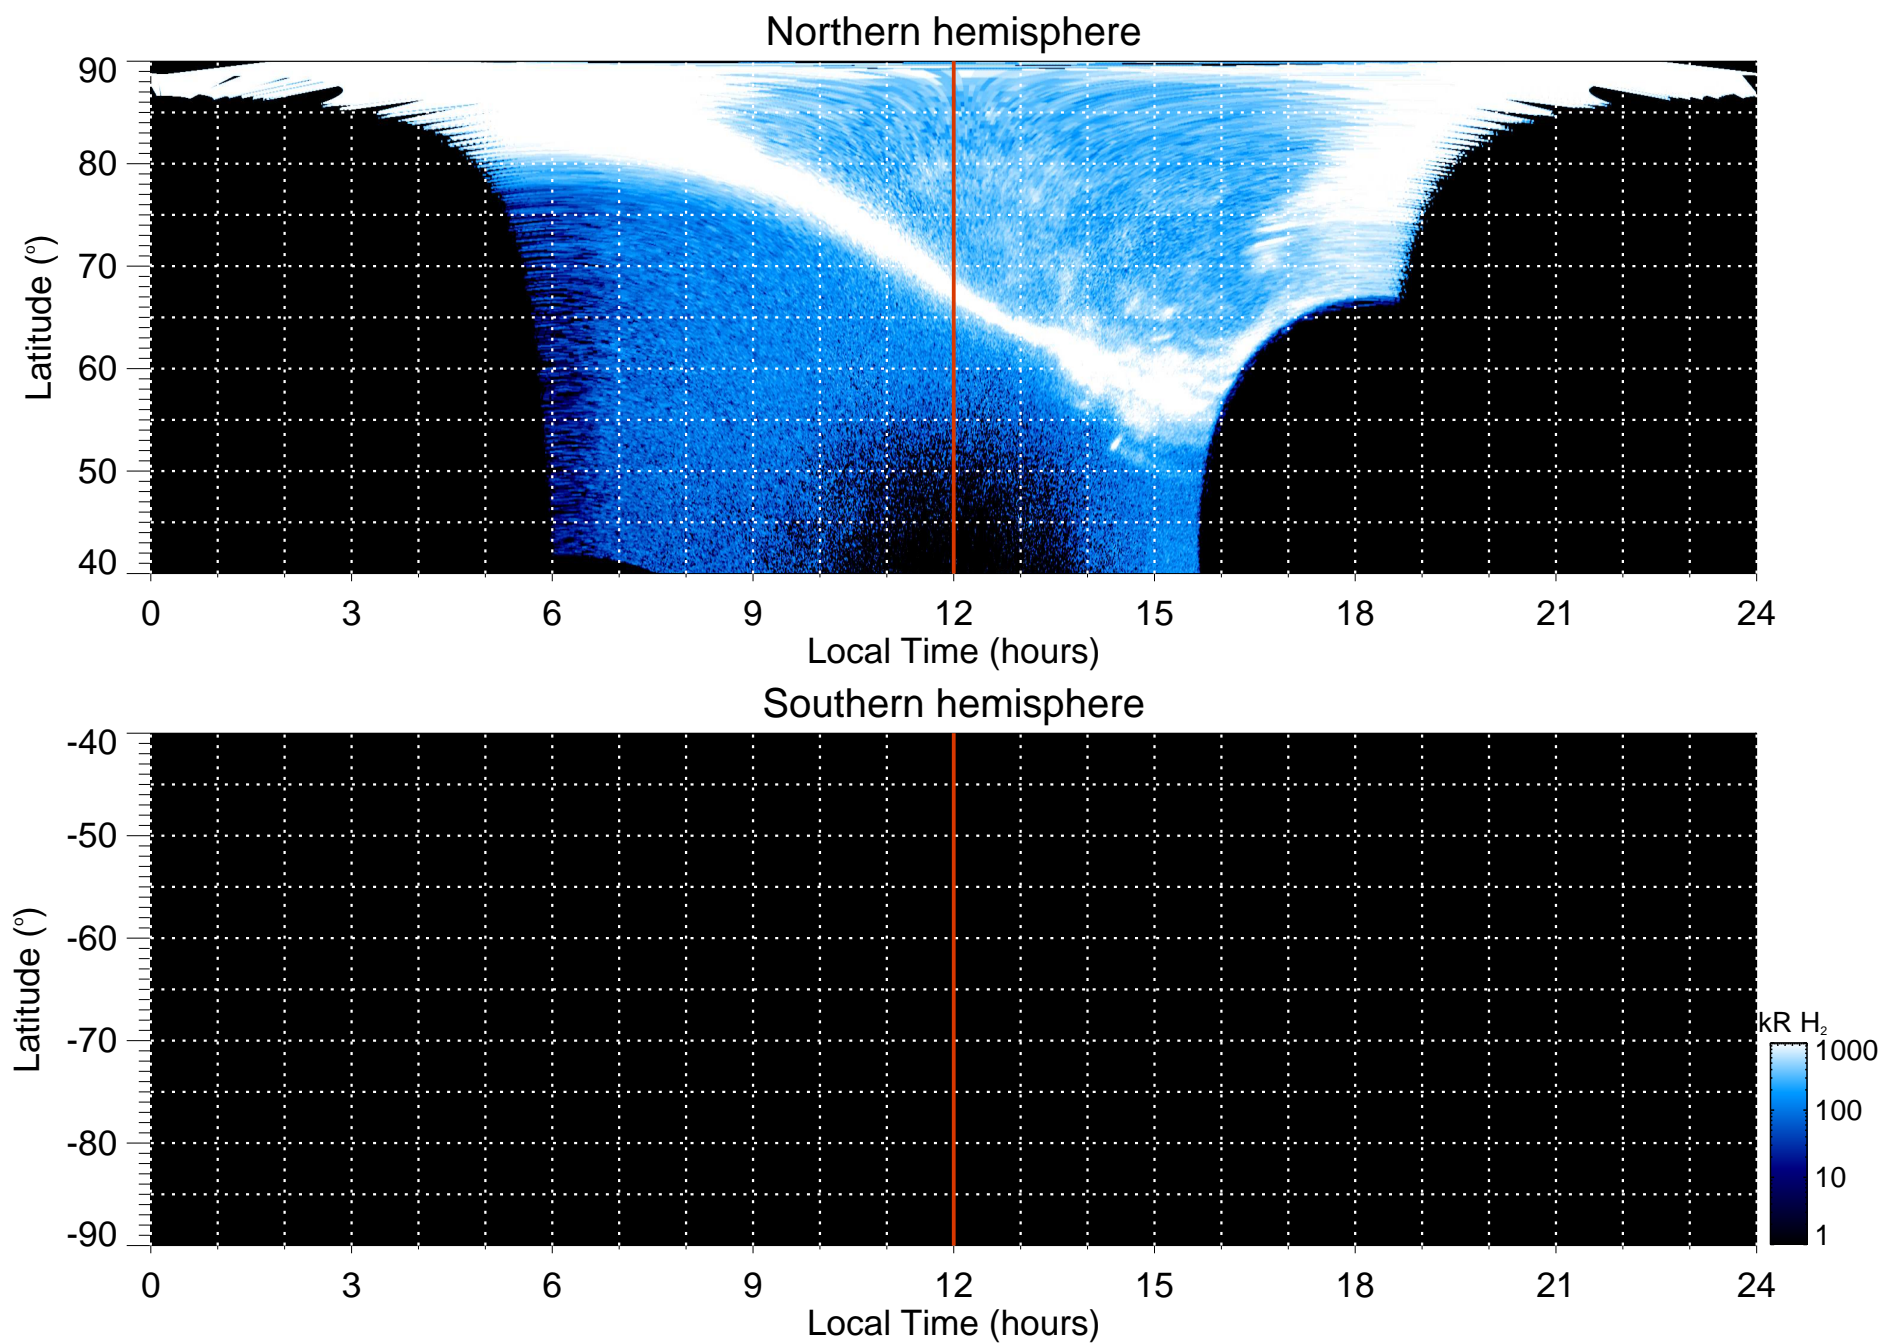 Northern hemisphere
90
80
70
60
50
40
Latitude (°)
0 3 6 9 12 15 18 21 24
Local Time (hours)
Southern hemisphere
-40
-50
-60
-70
-80
-90
Latitude (°)
0 3 6 9 12 15 18 21 24
Local Time (hours)
kR H₂
1000
100
10
1